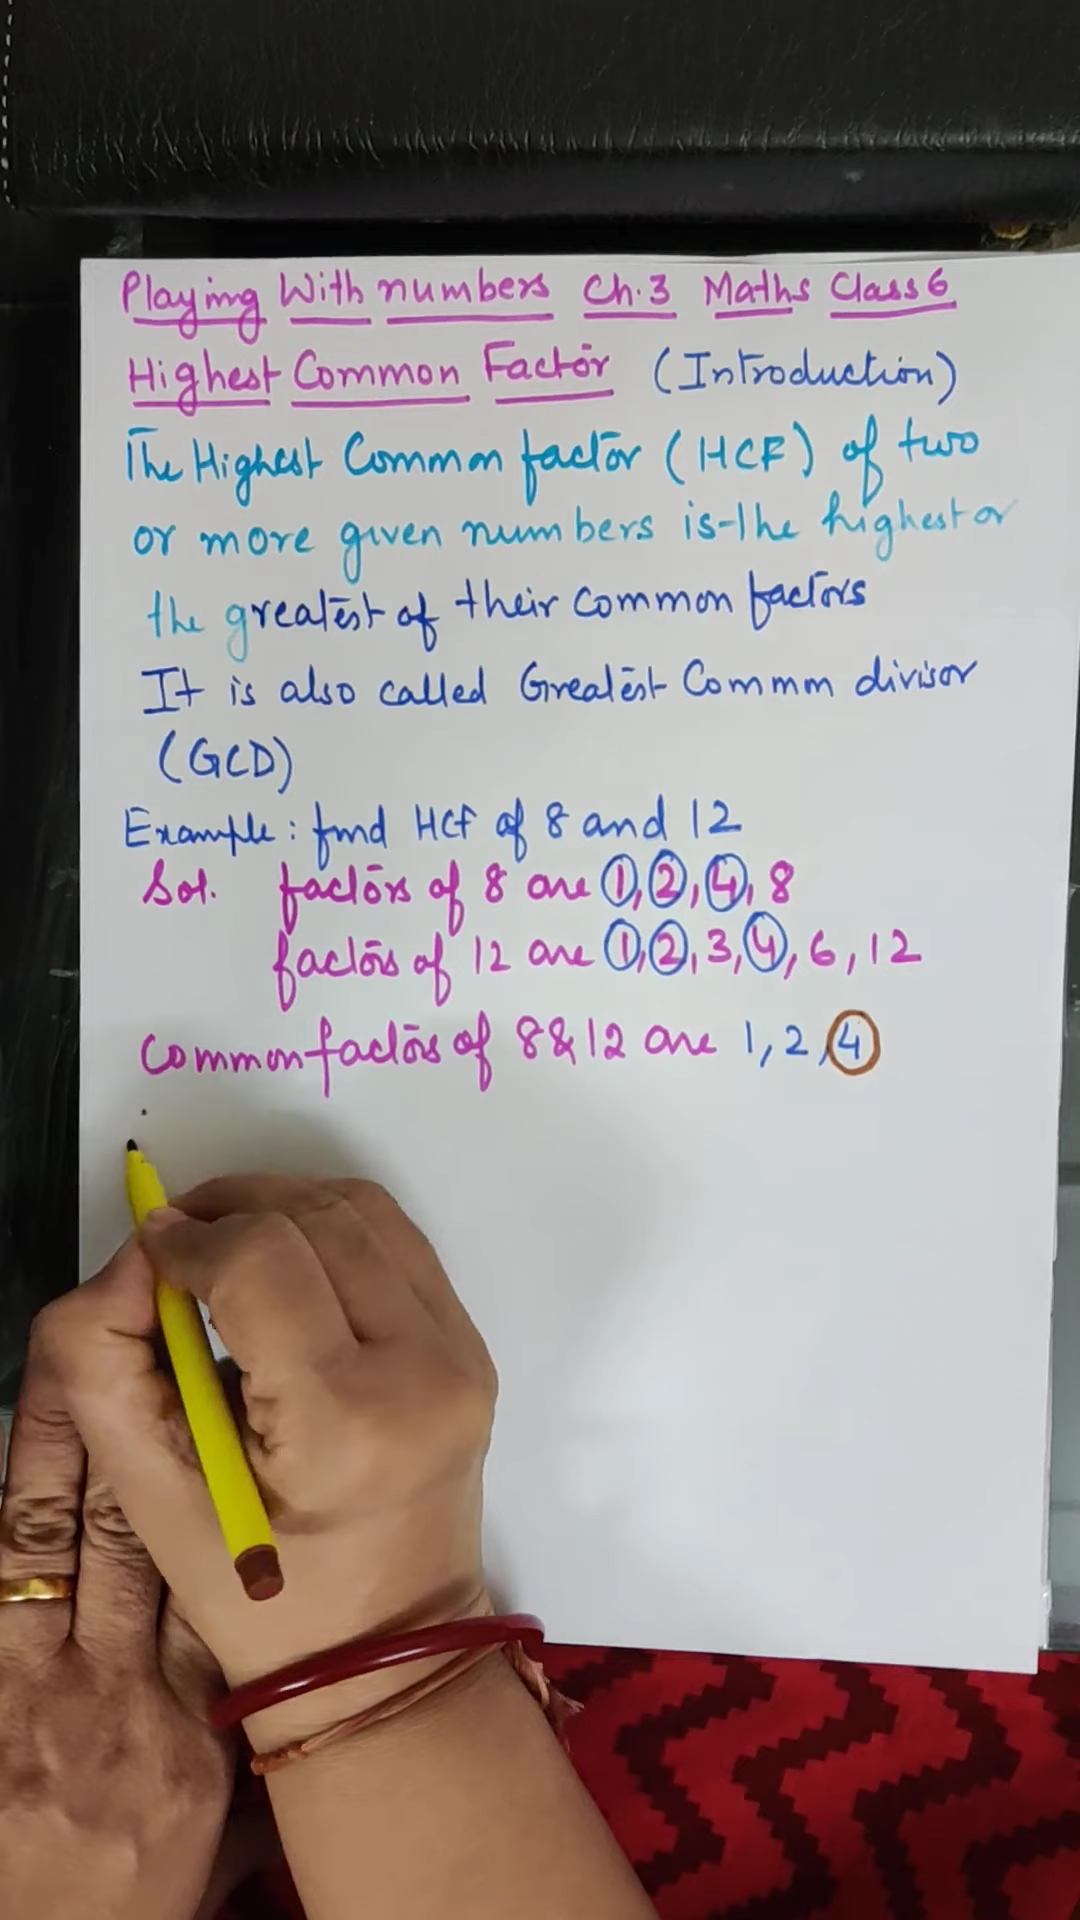 Playing With numbers Ch.3 Maths Class 6
Highest Common Factor (Introduction)
The Highest Common factor (HCF) of two
or more given numbers is the highest or
the greatest of their common factors
It is also called Greatest Common divisor
(GCD)
Example: find HCF of 8 and 12
Sol. factors of 8 are 1, 2, 4, 8
factors of 12 are 1, 2, 3, 4, 6, 12
Common factors of 8 & 12 are 1, 2, 4